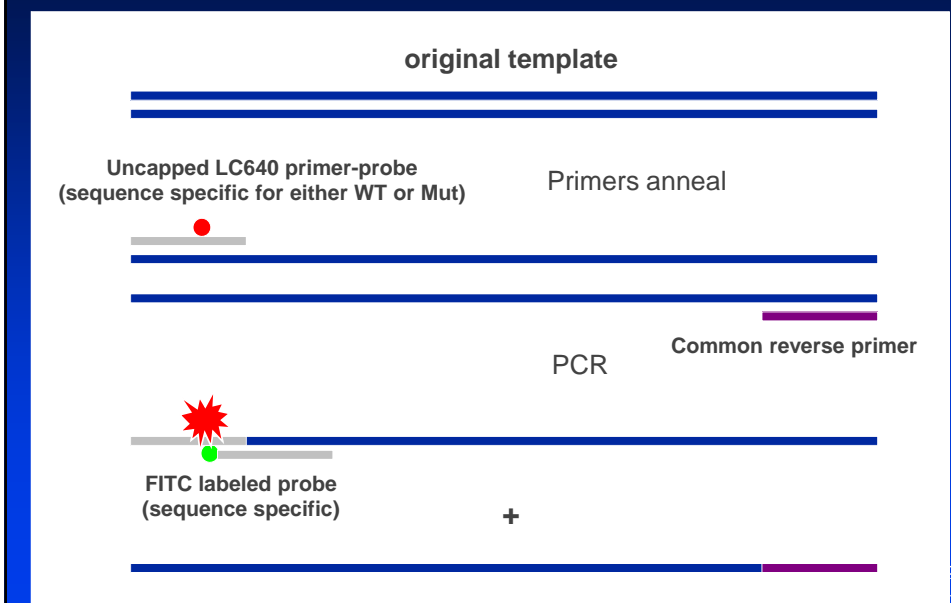 original template
Uncapped LC640 primer-probe
(sequence specific for either WT or Mut)
Primers anneal
Common reverse primer
PCR
FITC labeled probe
(sequence specific)
+